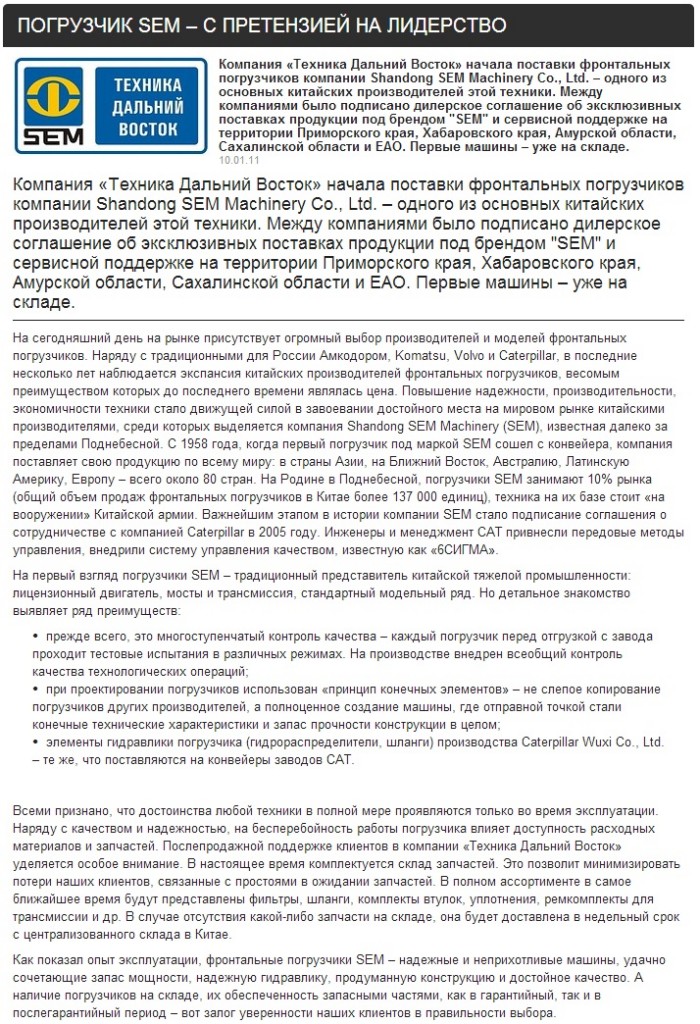 ПОГРУЗЧИК SEM – С ПРЕТЕНЗИЕЙ НА ЛИДЕРСТВО
SEM
ТЕХНИКА
ДАЛЬНИЙ
ВОСТОК
Компания «Техника Дальний Восток» начала поставки фронтальных
погрузчиков компании Shandong SEM Machinery Co., Ltd. – одного из
основных китайских производителей этой техники. Между
компаниями было подписано дилерское соглашение об эксклюзивных
поставках продукции под брендом "SEM" и сервисной поддержке на
территории Приморского края, Хабаровского края, Амурской области,
Сахалинской области и ЕАО. Первые машины – уже на складе.
10.01.11
Компания «Техника Дальний Восток» начала поставки фронтальных погрузчиков
компании Shandong SEM Machinery Co., Ltd. – одного из основных китайских
производителей этой техники. Между компаниями было подписано дилерское
соглашение об эксклюзивных поставках продукции под брендом "SEM" и
сервисной поддержке на территории Приморского края, Хабаровского края,
Амурской области, Сахалинской области и ЕАО. Первые машины – уже на
складе.
На сегодняшний день на рынке присутствует огромный выбор производителей и моделей фронтальных
погрузчиков. Наряду с традиционными для России Амкодором, Komatsu, Volvo и Caterpillar, в последние
несколько лет наблюдается экспансия китайских производителей фронтальных погрузчиков, весомым
преимуществом которых до последнего времени являлась цена. Повышение надежности, производительности,
экономичности техники стало движущей силой в завоевании достойного места на мировом рынке китайскими
производителями, среди которых выделяется компания Shandong SEM Machinery (SEM), известная далеко за
пределами Поднебесной. С 1958 года, когда первый погрузчик под маркой SEM сошел с конвейера, компания
поставляет свою продукцию по всему миру: в страны Азии, на Ближний Восток, Австралию, Латинскую
Америку, Европу – всего около 80 стран. На Родине в Поднебесной, погрузчики SEM занимают 10% рынка
(общий объем продаж фронтальных погрузчиков в Китае более 137 000 единиц), техника на их базе стоит «на
вооружении» Китайской армии. Важнейшим этапом в истории компании SEM стало подписание соглашения о
сотрудничестве с компанией Caterpillar в 2005 году. Инженеры и менеджмент CAT привнесли передовые методы
управления, внедрили систему управления качеством, известную как «6СИГМА».
На первый взгляд погрузчики SEM – традиционный представитель китайской тяжелой промышленности:
лицензионный двигатель, мосты и трансмиссия, стандартный модельный ряд. Но детальное знакомство
выявляет ряд преимуществ:
• прежде всего, это многоступенчатый контроль качества – каждый погрузчик перед отгрузкой с завода
проходит тестовые испытания в различных режимах. На производстве внедрен всеобщий контроль
качества технологических операций;
• при проектировании погрузчиков использован «принцип конечных элементов» – не слепое копирование
погрузчиков других производителей, а полноценное создание машины, где отправной точкой стали
конечные технические характеристики и запас прочности конструкции в целом;
• элементы гидравлики погрузчика (гидрораспределители, шланги) производства Caterpillar Wuxi Co., Ltd.
– те же, что поставляются на конвейеры заводов CAT.
Всеми признано, что достоинства любой техники в полной мере проявляются только во время эксплуатации.
Наряду с качеством и надежностью, на бесперебойность работы погрузчика влияет доступность расходных
материалов и запчастей. Послепродажной поддержке клиентов в компании «Техника Дальний Восток»
уделяется особое внимание. В настоящее время комплектуется склад запчастей. Это позволит минимизировать
потери наших клиентов, связанные с простоями в ожидании запчастей. В полном ассортименте в самое
ближайшее время будут представлены фильтры, шланги, комплекты втулок, уплотнения, ремкомплекты для
трансмиссии и др. В случае отсутствия какой-либо запчасти на складе, она будет доставлена в недельный срок
с централизованного склада в Китае.
Как показал опыт эксплуатации, фронтальные погрузчики SEM – надежные и неприхотливые машины, удачно
сочетающие запас мощности, надежную гидравлику, продуманную конструкцию и достойное качество. А
наличие погрузчиков на складе, их обеспеченность запасными частями, как в гарантийный, так и в
послегарантийный период – вот залог уверенности наших клиентов в правильности выбора.